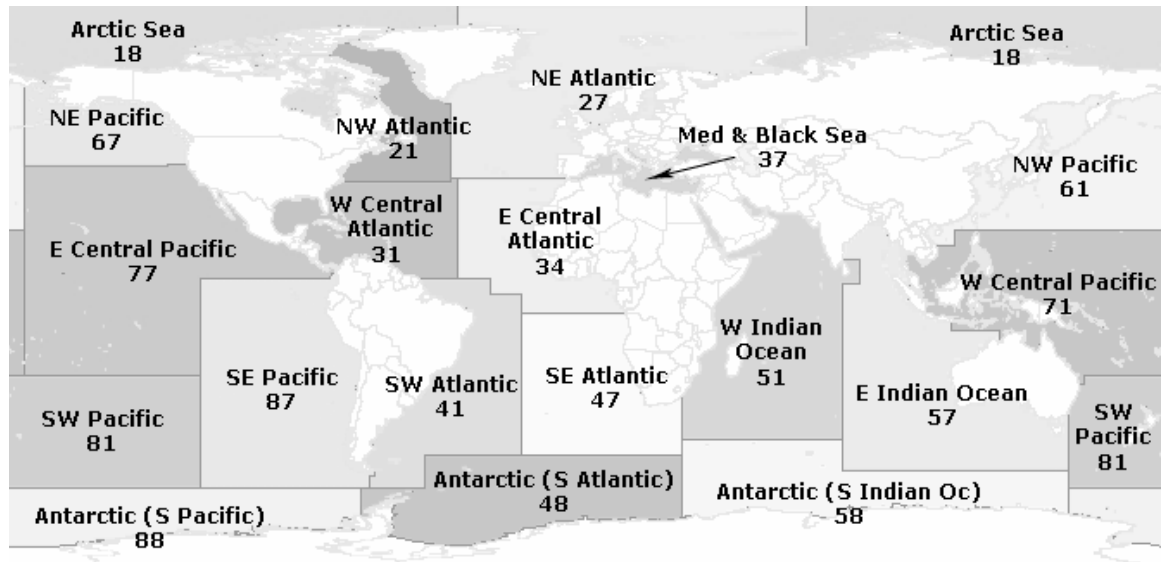 Arctic Sea
18
Arctic Sea
18
NE Atlantic
27
NE Pacific
67
NW Atlantic
21
Med & Black Sea
37
NW Pacific
61
W Central
Atlantic
31
E Central
Atlantic
34
E Central Pacific
77
W Central Pacific
71
W Indian
Ocean
51
SE Pacific
87
SW Atlantic
41
SE Atlantic
47
E Indian Ocean
57
SW Pacific
81
SW
Pacific
81
Antarctic (S Atlantic)
48
Antarctic (S Indian Oc)
58
Antarctic (S Pacific)
88